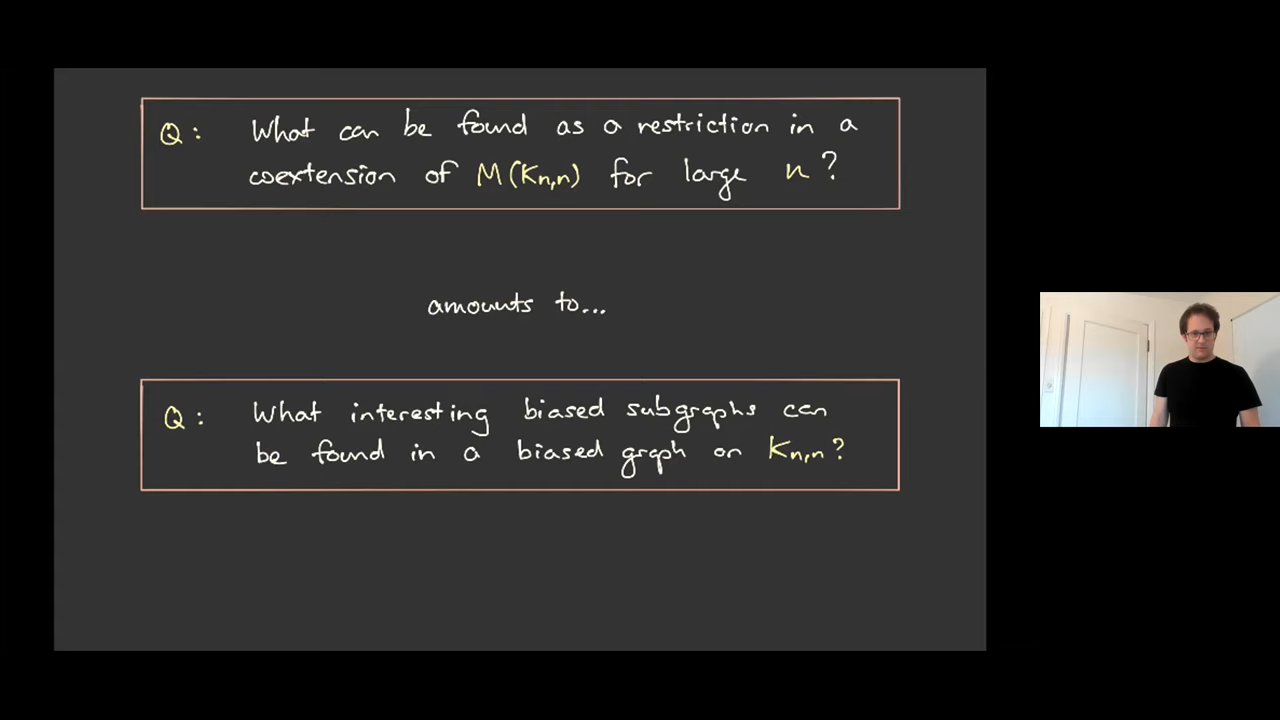 Q: What can be found as a restriction in a
coextension of M(Kn,n) for large n?
amounts to...
Q: What interesting biased subgraphs can
be found in a biased graph on Kn,n?